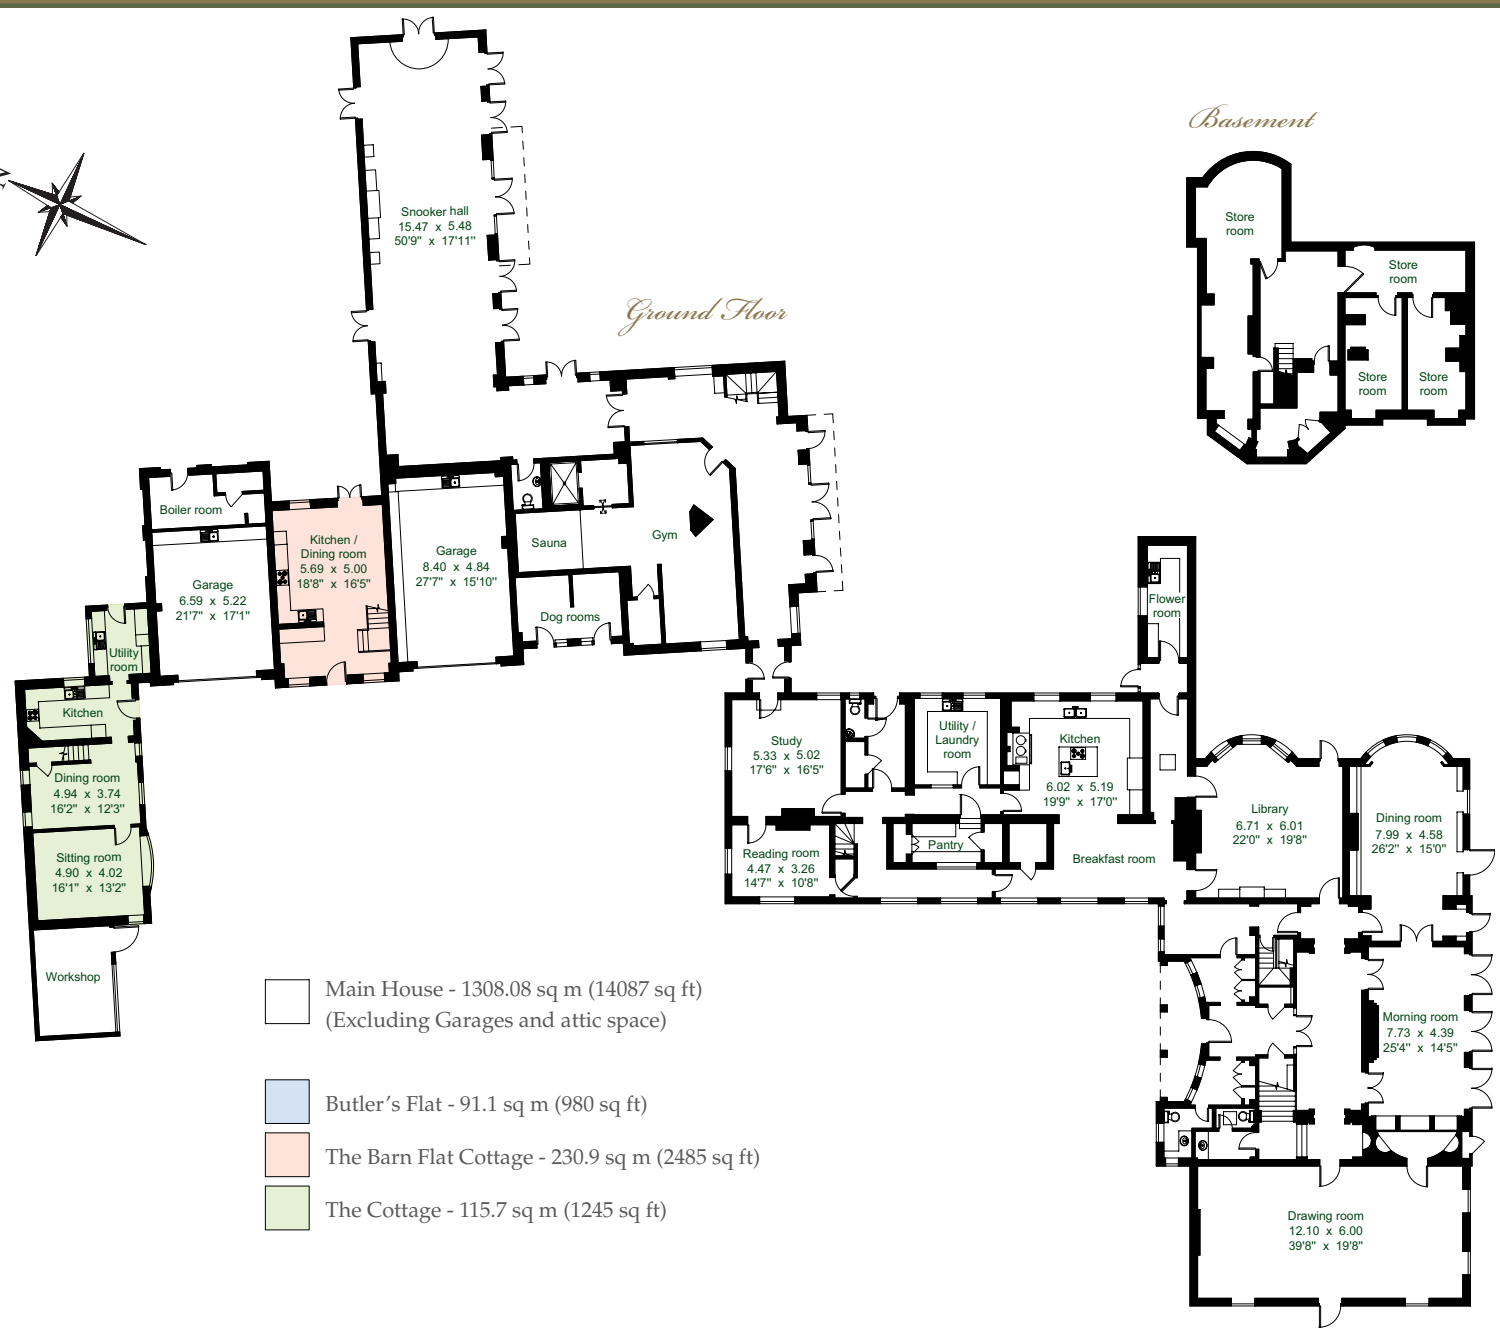 N
Basement
Store
room
Store
room
Store
room
Store
room
Snooker hall
15.47 x 5.48
50'9" x 17'11"
Ground Floor
Boiler room
Kitchen /
Dining room
5.69 x 5.00
18'8" x 16'5"
Garage
8.40 x 4.84
27'7" x 15'10"
Sauna
Gym
Garage
6.59 x 5.22
21'7" x 17'1"
Dog rooms
Flower
room
Utility
room
Kitchen
Dining room
4.94 x 3.74
16'2" x 12'3"
Sitting room
4.90 x 4.02
16'1" x 13'2"
Workshop
Study
5.33 x 5.02
17'6" x 16'5"
Utility /
Laundry
room
Kitchen
6.02 x 5.19
19'9" x 17'0"
Library
6.71 x 6.01
22'0" x 19'8"
Dining room
7.99 x 4.58
26'2" x 15'0"
Reading room
4.47 x 3.26
14'7" x 10'8"
Pantry
Breakfast room
Morning room
7.73 x 4.39
25'4" x 14'5"
Drawing room
12.10 x 6.00
39'8" x 19'8"
Main House - 1308.08 sq m (14087 sq ft)
(Excluding Garages and attic space)
Butler’s Flat - 91.1 sq m (980 sq ft)
The Barn Flat Cottage - 230.9 sq m (2485 sq ft)
The Cottage - 115.7 sq m (1245 sq ft)